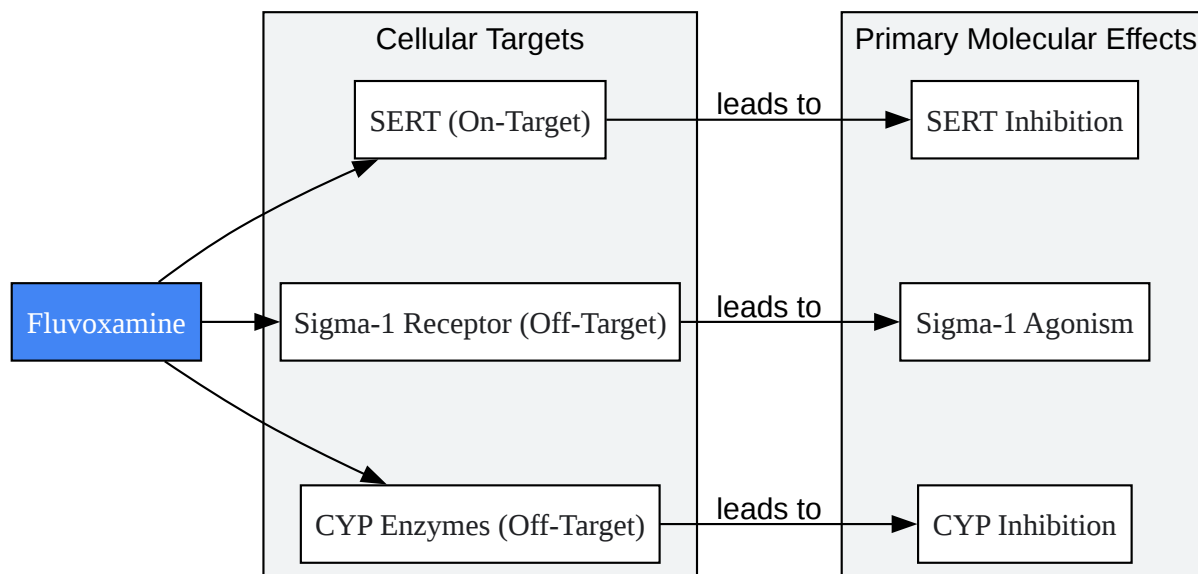 Cellular Targets
Primary Molecular Effects
SERT (On-Target)
leads to
SERT Inhibition
Fluvoxamine
Sigma-1 Receptor (Off-Target)
leads to
Sigma-1 Agonism
CYP Enzymes (Off-Target)
leads to
CYP Inhibition